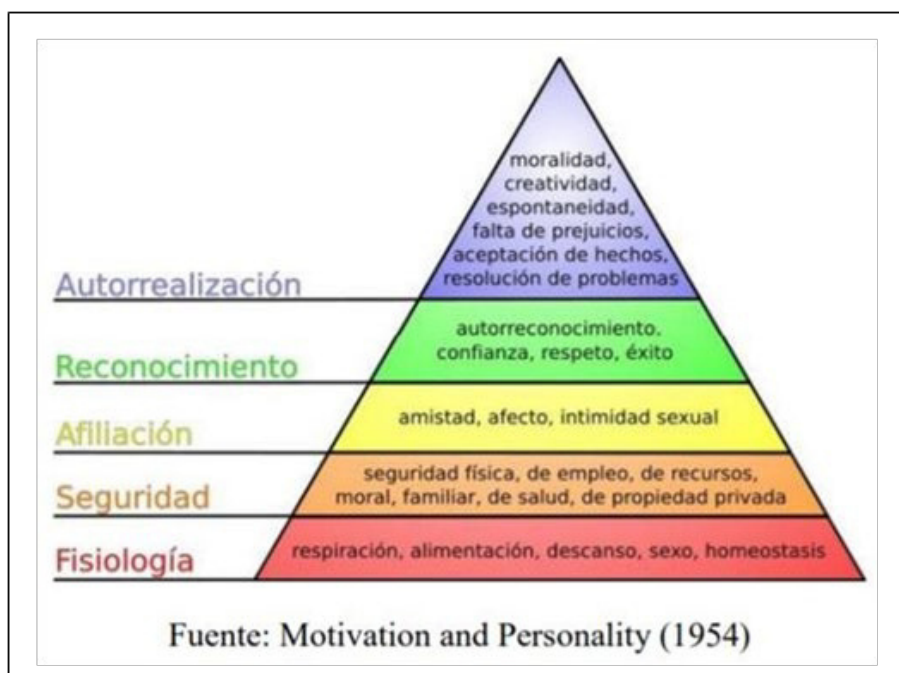 moralidad,
creatividad,
espontaneidad,
falta de prejuicios,
aceptación de hechos,
resolución de problemas
Autorrealización
autorreconocimiento.
confianza, respeto, éxito
Reconocimiento
amistad, afecto, intimidad sexual
Afiliación
seguridad física, de empleo, de recursos,
moral, familiar, de salud, de propiedad privada
Seguridad
respiración, alimentación, descanso, sexo, homeostasis
Fisiología
Fuente: Motivation and Personality (1954)